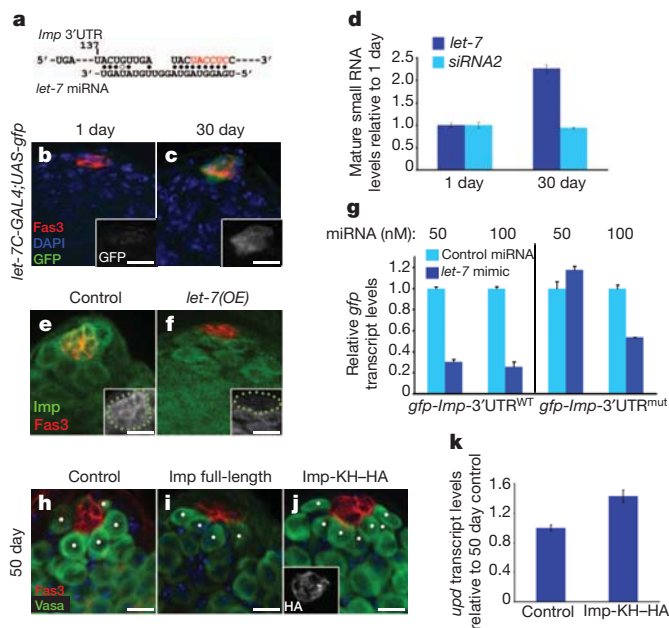 a
Imp 3′UTR
137
5′- UGA ---- UACUGUUGA UAC UACCUC C----3′
3′-UGAUAUGUUGGAUGAUGGAGU-5′
let-7 miRNA
let-7C-GAL4;UAS-gfp
1 day
30 day
b
c
Fas3
DAPI
GFP
GFP
d
Mature small RNA
levels relative to 1 day
2.5
2.0
1.5
1.0
0.5
0
let-7
siRNA2
1 day
30 day
Control
let-7(OE)
e
f
Imp
Fas3
g
miRNA (nM): 50 100 50 100
Control miRNA
let-7 mimic
Relative gfp
transcript levels
1.2
1.0
0.8
0.6
0.4
0.2
0
gfp-Imp-3′UTRWT
gfp-Imp-3′UTRmut
50 day
Control
Imp full-length
Imp-KH–HA
h
i
j
Fas3
Vasa
HA
k
upd transcript levels
relative to 50 day control
1.6
1.2
0.8
0.4
0
Control
Imp-KH-HA